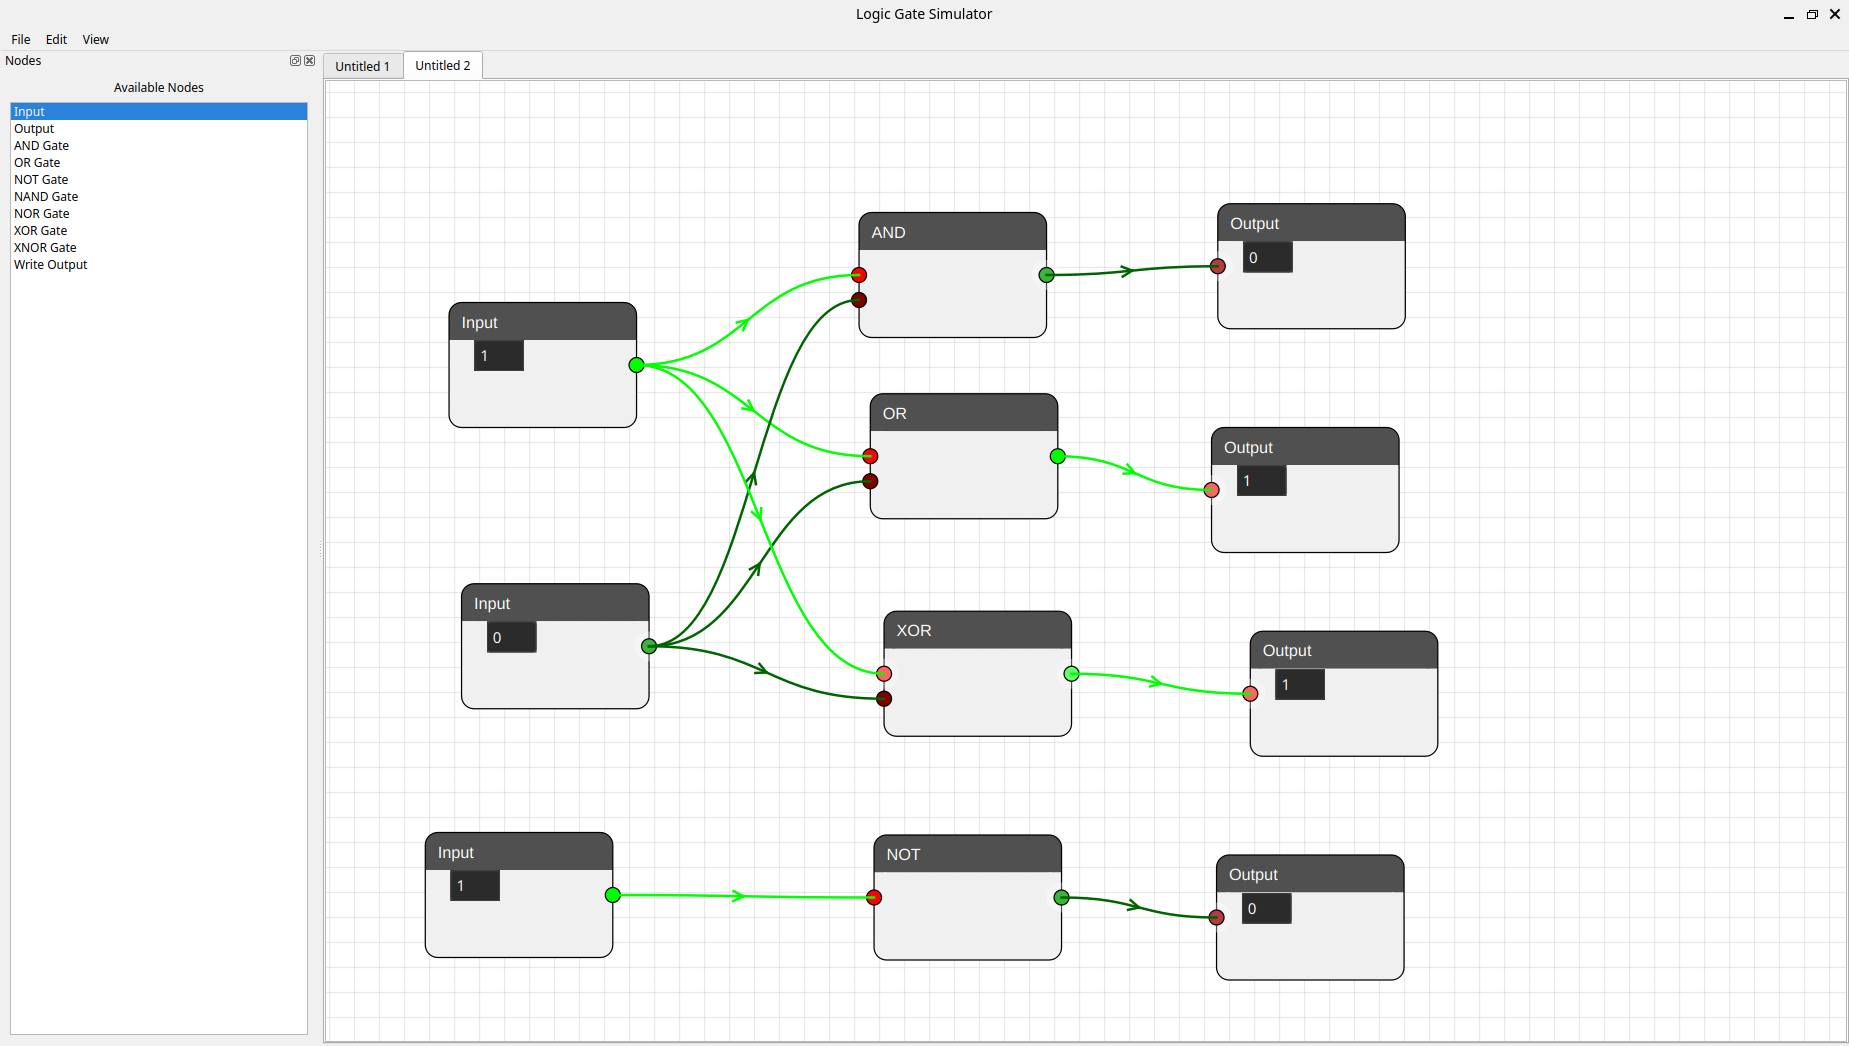 Logic Gate Simulator
File Edit View
Nodes
Available Nodes
Input
Output
AND Gate
OR Gate
NOT Gate
NAND Gate
NOR Gate
XOR Gate
XNOR Gate
Write Output
Untitled 1 Untitled 2
AND
Output
0
Input
1
OR
Output
1
Input
0
XOR
Output
1
Input
1
NOT
Output
0